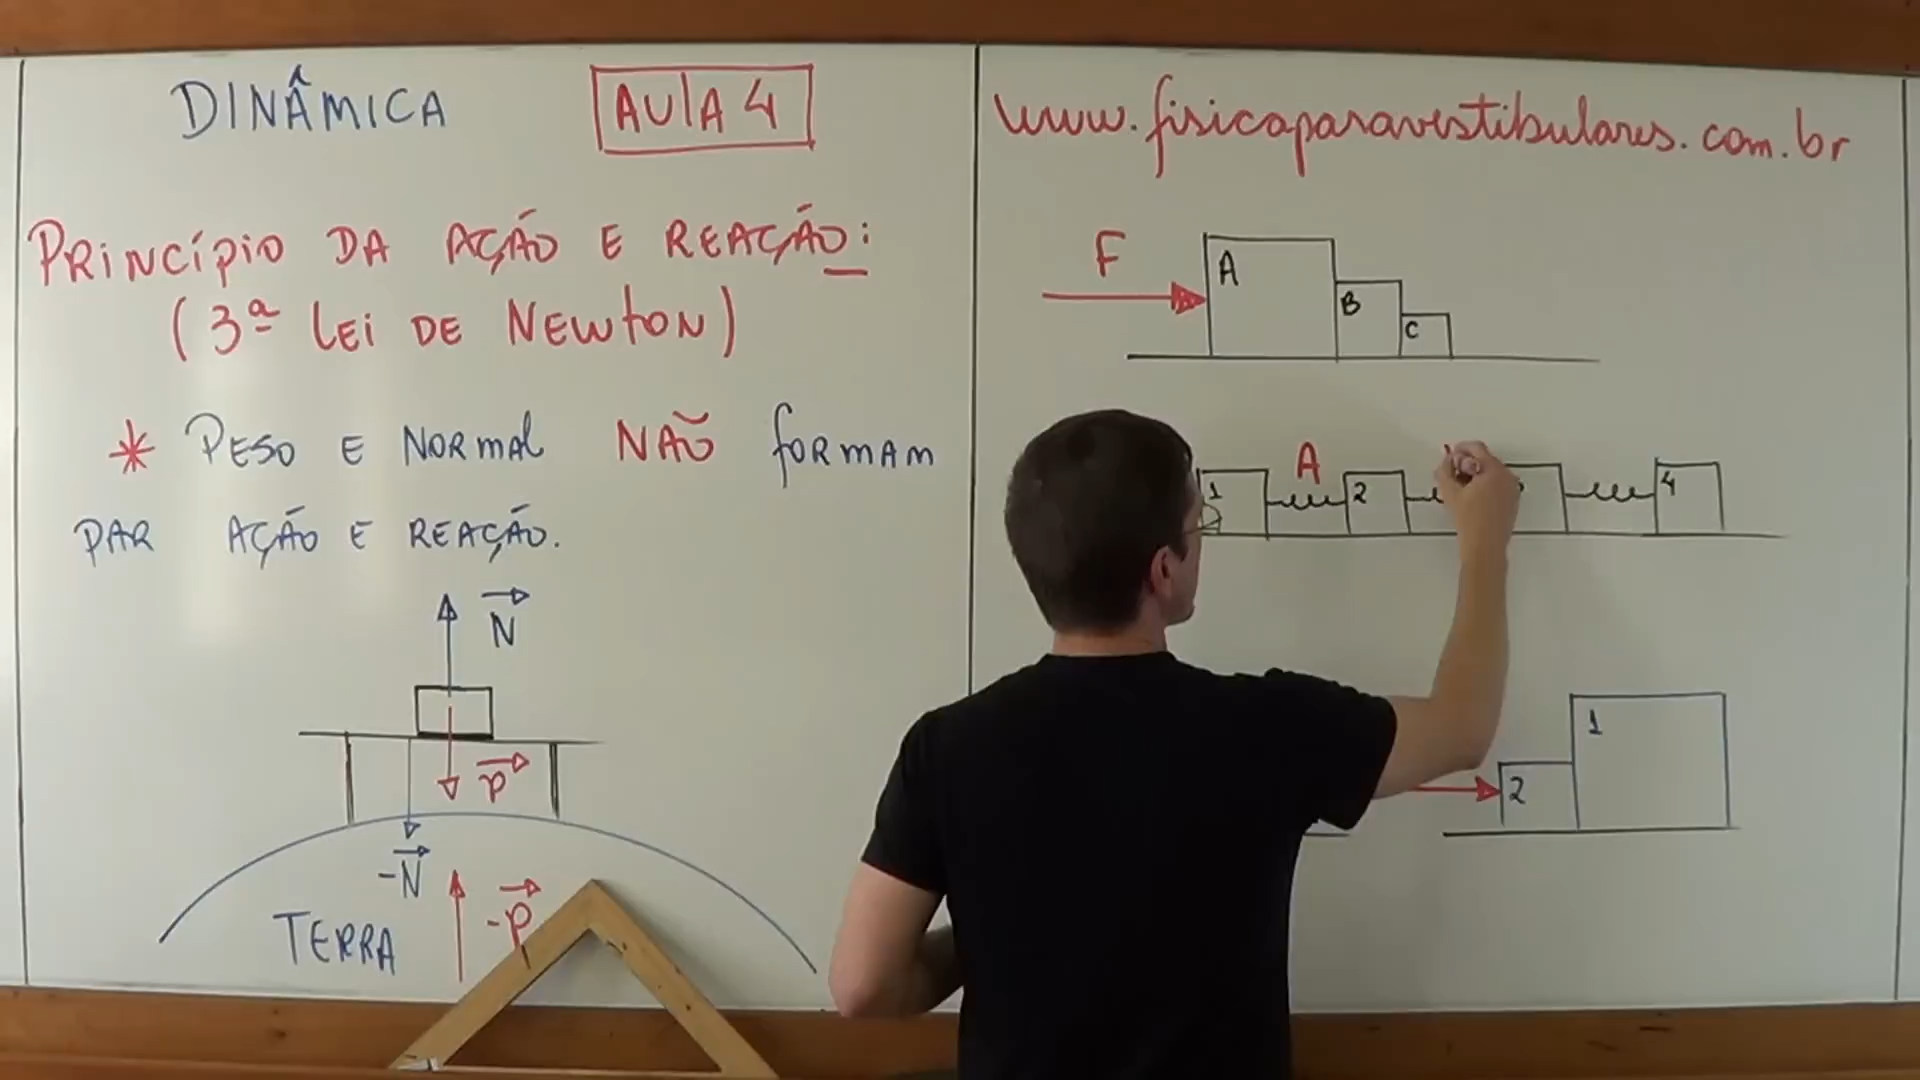 DINÂMICA
AULA 4
PRINCÍPIO DA AÇÃO E REAÇÃO:
(3ª LEI DE NEWTON)
* PESO E NORMAL NÃO FORMAM
PAR AÇÃO E REAÇÃO.
N
P
-N
-P
TERRA
www.fisicaparavestibulares.com.br
F
A
B
C
A
1
2
4
1
2